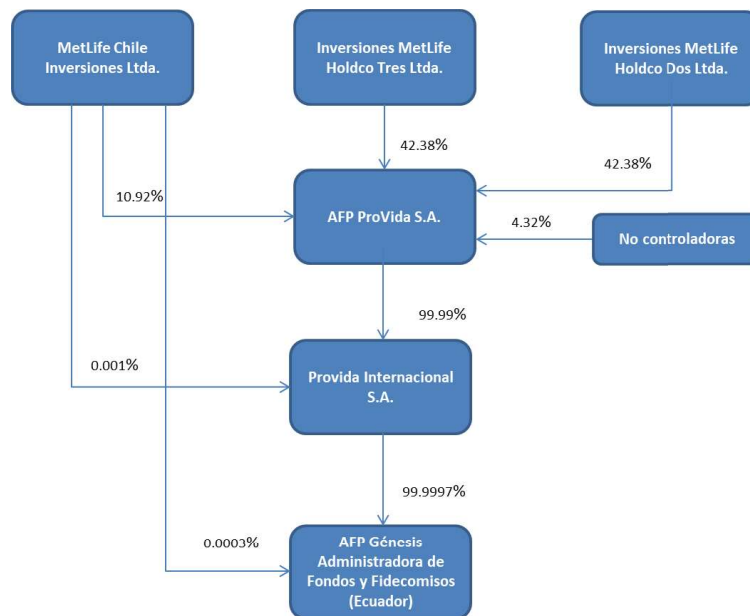 MetLife Chile
Inversiones Ltda.
Inversiones MetLife
Holdco Tres Ltda.
Inversiones MetLife
Holdco Dos Ltda.
42.38%
42.38%
10.92%
AFP ProVida S.A.
4.32%
No controladoras
99.99%
0.001%
Provida Internacional
S.A.
99.9997%
0.0003%
AFP Génesis
Administradora de
Fondos y Fidecomisos
(Ecuador)